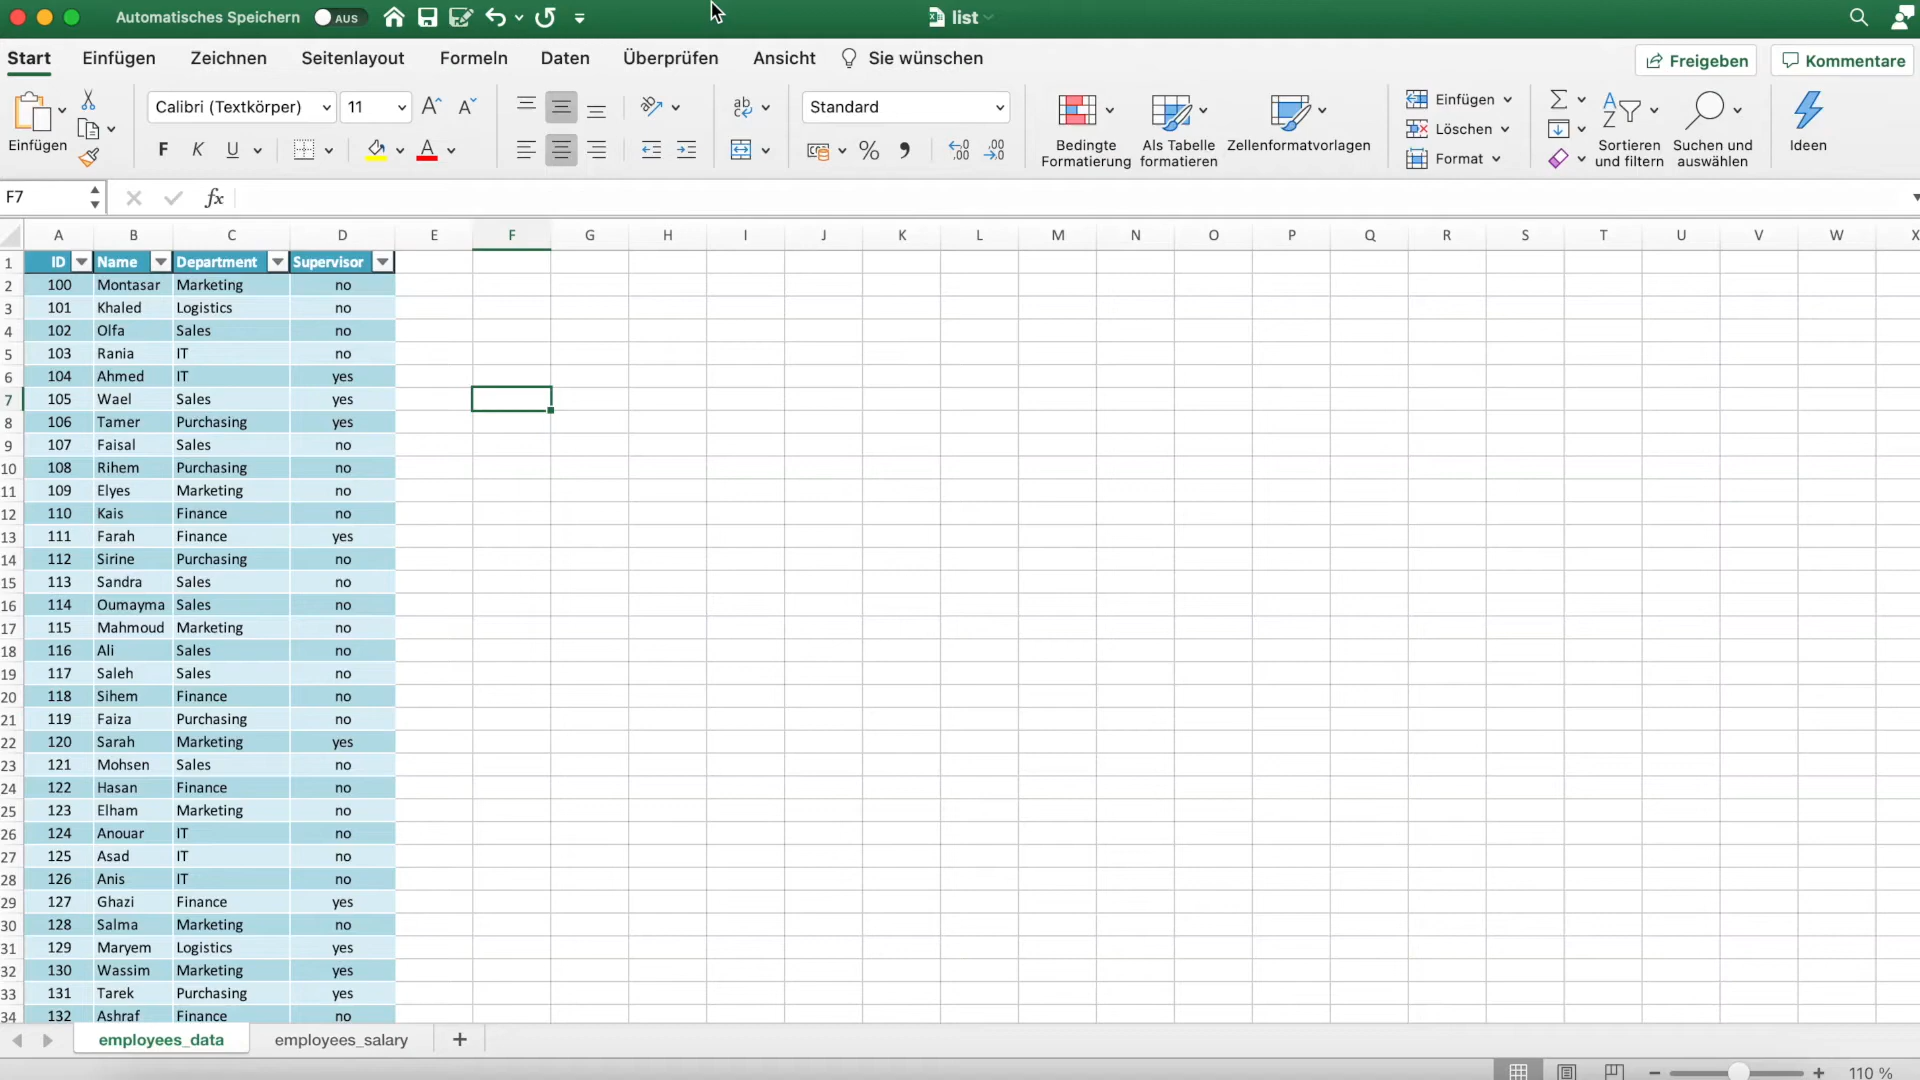 Automatisches Speichern AUS list
Start Einfügen Zeichnen Seitenlayout Formeln Daten Überprüfen Ansicht Sie wünschen Freigeben Kommentare
Calibri (Textkörper) 11 Standard
Einfügen F K U
Bedingte Formatierung
Als Tabelle formatieren
Zellenformatvorlagen
Einfügen
Löschen
Format
Sortieren und filtern
Suchen und auswählen
Ideen
F7 fx
A B C D E F G H I J K L M N O P Q R S T U V W X
1 ID Name Department Supervisor
2 100 Montasar Marketing no
3 101 Khaled Logistics no
4 102 Olfa Sales no
5 103 Rania IT no
6 104 Ahmed IT yes
7 105 Wael Sales yes
8 106 Tamer Purchasing yes
9 107 Faisal Sales no
10 108 Rihem Purchasing no
11 109 Elyes Marketing no
12 110 Kais Finance no
13 111 Farah Finance yes
14 112 Sirine Purchasing no
15 113 Sandra Sales no
16 114 Oumayma Sales no
17 115 Mahmoud Marketing no
18 116 Ali Sales no
19 117 Saleh Sales no
20 118 Sihem Finance no
21 119 Faiza Purchasing no
22 120 Sarah Marketing yes
23 121 Mohsen Sales no
24 122 Hasan Finance no
25 123 Elham Marketing no
26 124 Anouar IT no
27 125 Asad IT no
28 126 Anis IT no
29 127 Ghazi Finance yes
30 128 Salma Marketing no
31 129 Maryem Logistics yes
32 130 Wassim Marketing yes
33 131 Tarek Purchasing yes
34 132 Ashraf Finance no
employees_data employees_salary +
110 %